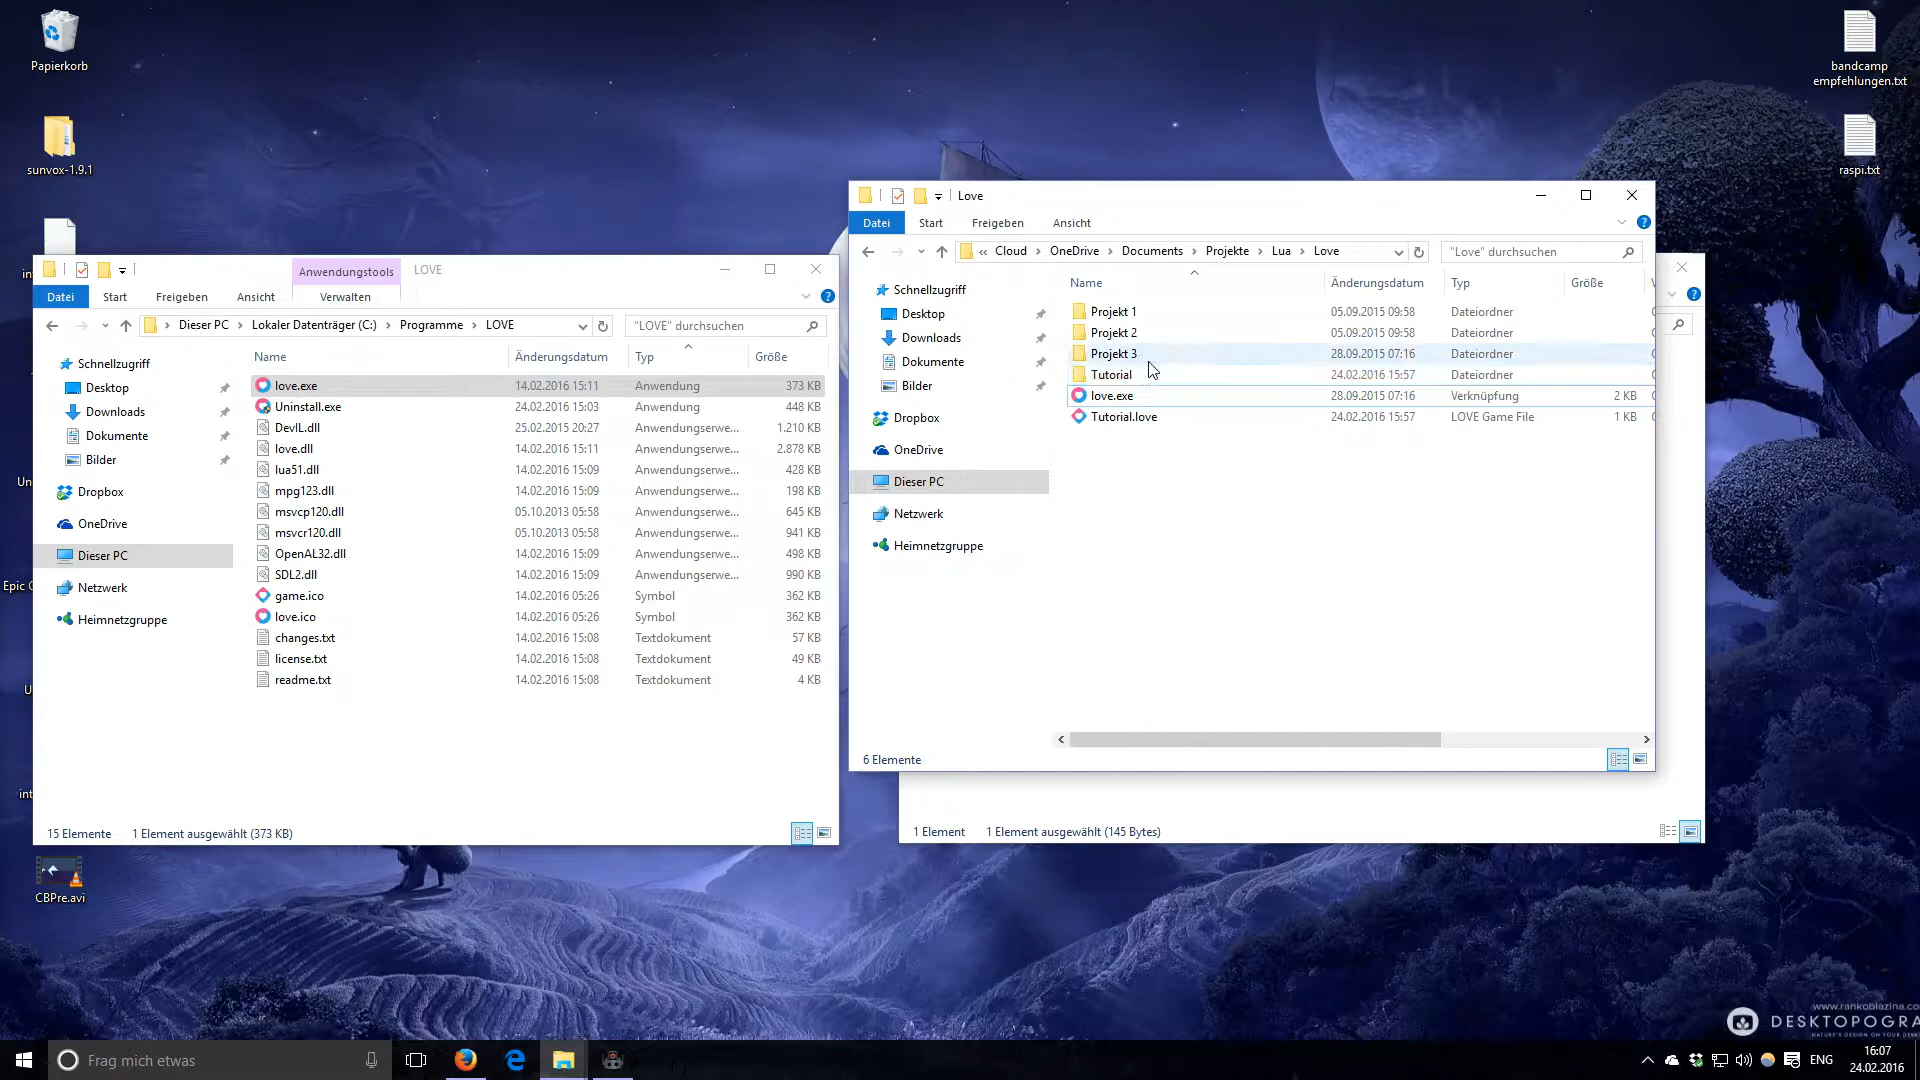 Papierkorb
sunvox-1.9.1
bandcamp
empfehlungen.txt
raspi.txt
Love
Datei Start Freigeben Ansicht
« Cloud › OneDrive › Documents › Projekte › Lua › Love
"Love" durchsuchen
Schnellzugriff
Desktop
Downloads
Dokumente
Bilder
Dropbox
OneDrive
Dieser PC
Netzwerk
Heimnetzgruppe
Name Änderungsdatum Typ Größe
Projekt 1 05.09.2015 09:58 Dateiordner
Projekt 2 05.09.2015 09:58 Dateiordner
Projekt 3 28.09.2015 07:16 Dateiordner
Tutorial 24.02.2016 15:57 Dateiordner
love.exe 28.09.2015 07:16 Verknüpfung 2 KB
Tutorial.love 24.02.2016 15:57 LOVE Game File 1 KB
6 Elemente
1 Element 1 Element ausgewählt (145 Bytes)
Anwendungstools LOVE
Datei Start Freigeben Ansicht Verwalten
Dieser PC › Lokaler Datenträger (C:) › Programme › LOVE
"LOVE" durchsuchen
Schnellzugriff
Desktop
Downloads
Dokumente
Bilder
Dropbox
OneDrive
Dieser PC
Netzwerk
Heimnetzgruppe
Name Änderungsdatum Typ Größe
love.exe 14.02.2016 15:11 Anwendung 373 KB
Uninstall.exe 24.02.2016 15:03 Anwendung 448 KB
DevIL.dll 25.02.2015 20:27 Anwendungserwe... 1.210 KB
love.dll 14.02.2016 15:11 Anwendungserwe... 2.878 KB
lua51.dll 14.02.2016 15:09 Anwendungserwe... 428 KB
mpg123.dll 14.02.2016 15:09 Anwendungserwe... 198 KB
msvcp120.dll 05.10.2013 05:58 Anwendungserwe... 645 KB
msvcr120.dll 05.10.2013 05:58 Anwendungserwe... 941 KB
OpenAL32.dll 14.02.2016 15:09 Anwendungserwe... 498 KB
SDL2.dll 14.02.2016 15:09 Anwendungserwe... 990 KB
game.ico 14.02.2016 05:26 Symbol 362 KB
love.ico 14.02.2016 05:26 Symbol 362 KB
changes.txt 14.02.2016 15:08 Textdokument 57 KB
license.txt 14.02.2016 15:08 Textdokument 49 KB
readme.txt 14.02.2016 15:08 Textdokument 4 KB
15 Elemente 1 Element ausgewählt (373 KB)
Un
Epic
CBPre.avi
www.rankoblazina.co
DESKTOPOGRA
Frag mich etwas
ENG
16:07
24.02.2016